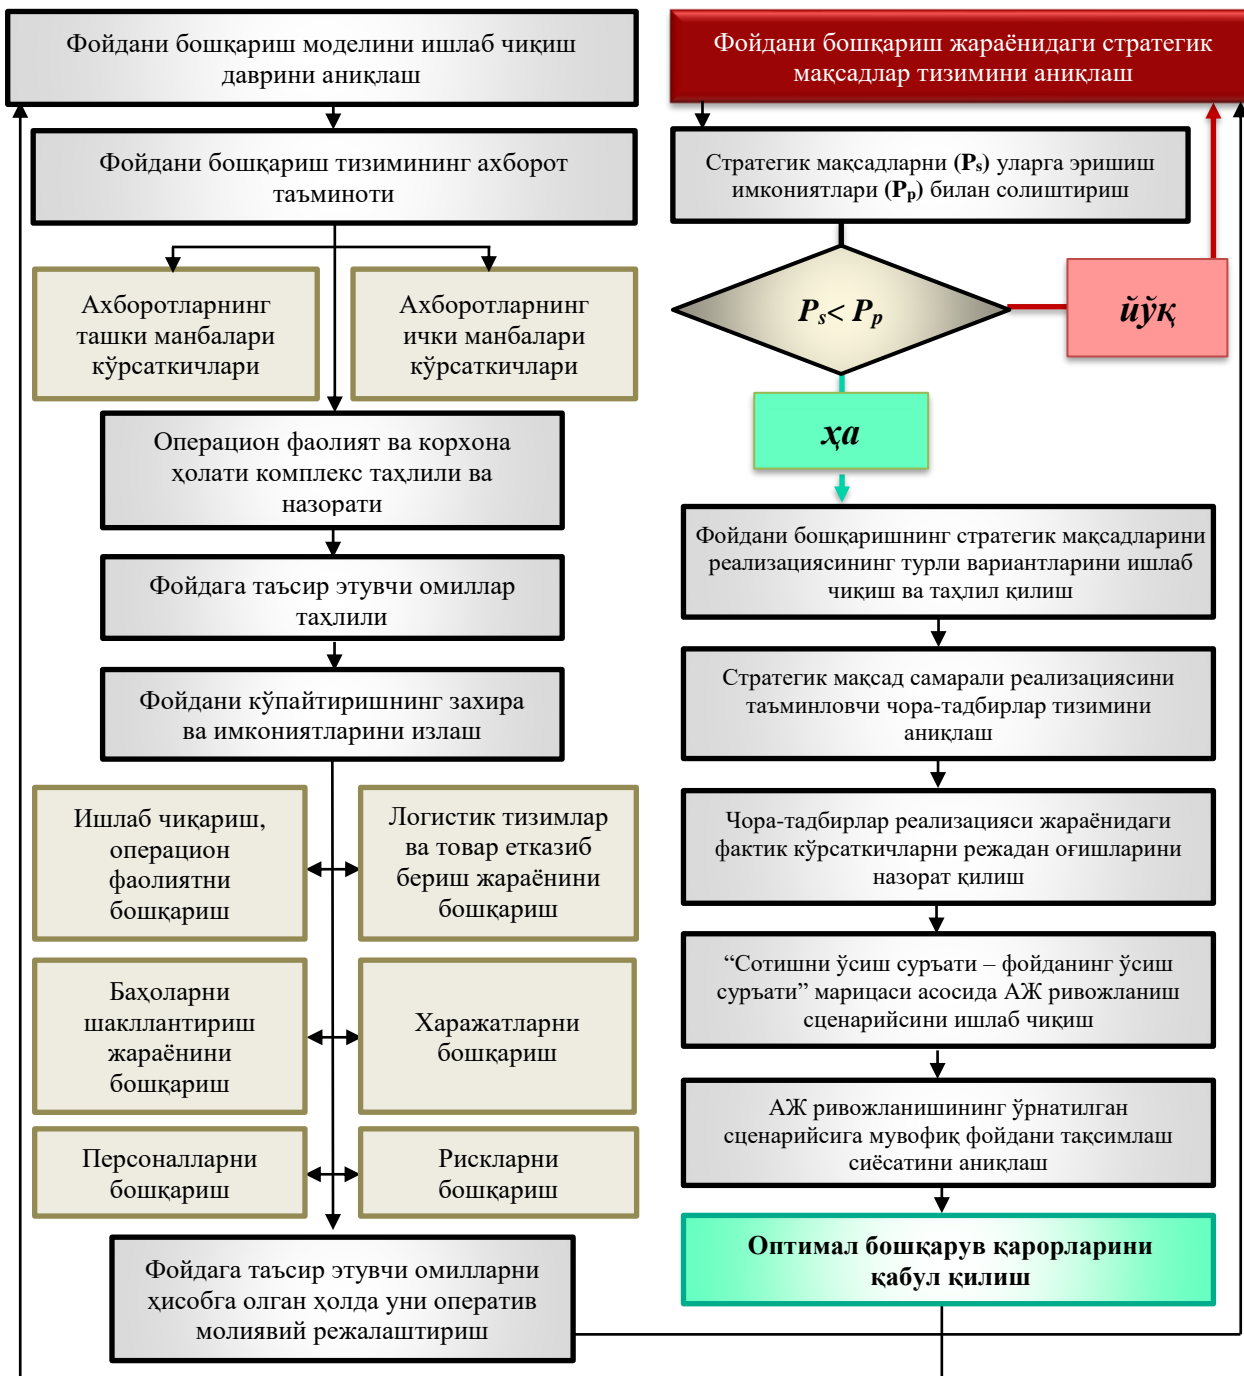 Фойдани бошқариш моделини ишлаб чиқиш
даврини аниқлаш
Фойдани бошқариш тизимининг ахборот
таъминоти
Ахборотларнинг
ташки манбалари
кўрсаткичлари
Ахборотларнинг
ички манбалари
кўрсаткичлари
Операцион фаолият ва корхона
ҳолати комплекс таҳлили ва
назорати
Фойдага таъсир этувчи омиллар
таҳлили
Фойдани кўпайтиришнинг захира
ва имкониятларини излаш
Ишлаб чиқариш,
операцион
фаолиятни
бошқариш
Логистик тизимлар
ва товар етказиб
бериш жараёнини
бошқариш
Баҳоларни
шакллантириш
жараёнини
бошқариш
Харажатларни
бошқариш
Персоналларни
бошқариш
Рискларни
бошқариш
Фойдага таъсир этувчи омилларни
ҳисобга олган ҳолда уни оператив
молиявий режалаштириш
Фойдани бошқариш жараёнидаги стратегик
мақсадлар тизимини аниқлаш
Стратегик мақсадларни (Pₛ) уларга эришиш
имкониятлари (Pₚ) билан солиштириш
Pₛ< Pₚ
йўқ
ҳа
Фойдани бошқаришнинг стратегик мақсадларини
реализациясининг турли вариантларини ишлаб
чиқиш ва таҳлил қилиш
Стратегик мақсад самарали реализациясини
таъминловчи чора-тадбирлар тизимини
аниқлаш
Чора-тадбирлар реализацияси жараёнидаги
фактик кўрсаткичларни режадан оғишларини
назорат қилиш
“Сотишни ўсиш суръати – фойданинг ўсиш
суръати” марицаси асосида АЖ ривожланиш
сценарийсини ишлаб чиқиш
АЖ ривожланишининг ўрнатилган
сценарийсига мувофиқ фойдани тақсимлаш
сиёсатини аниқлаш
Оптимал бошқарув қарорларини
қабул қилиш